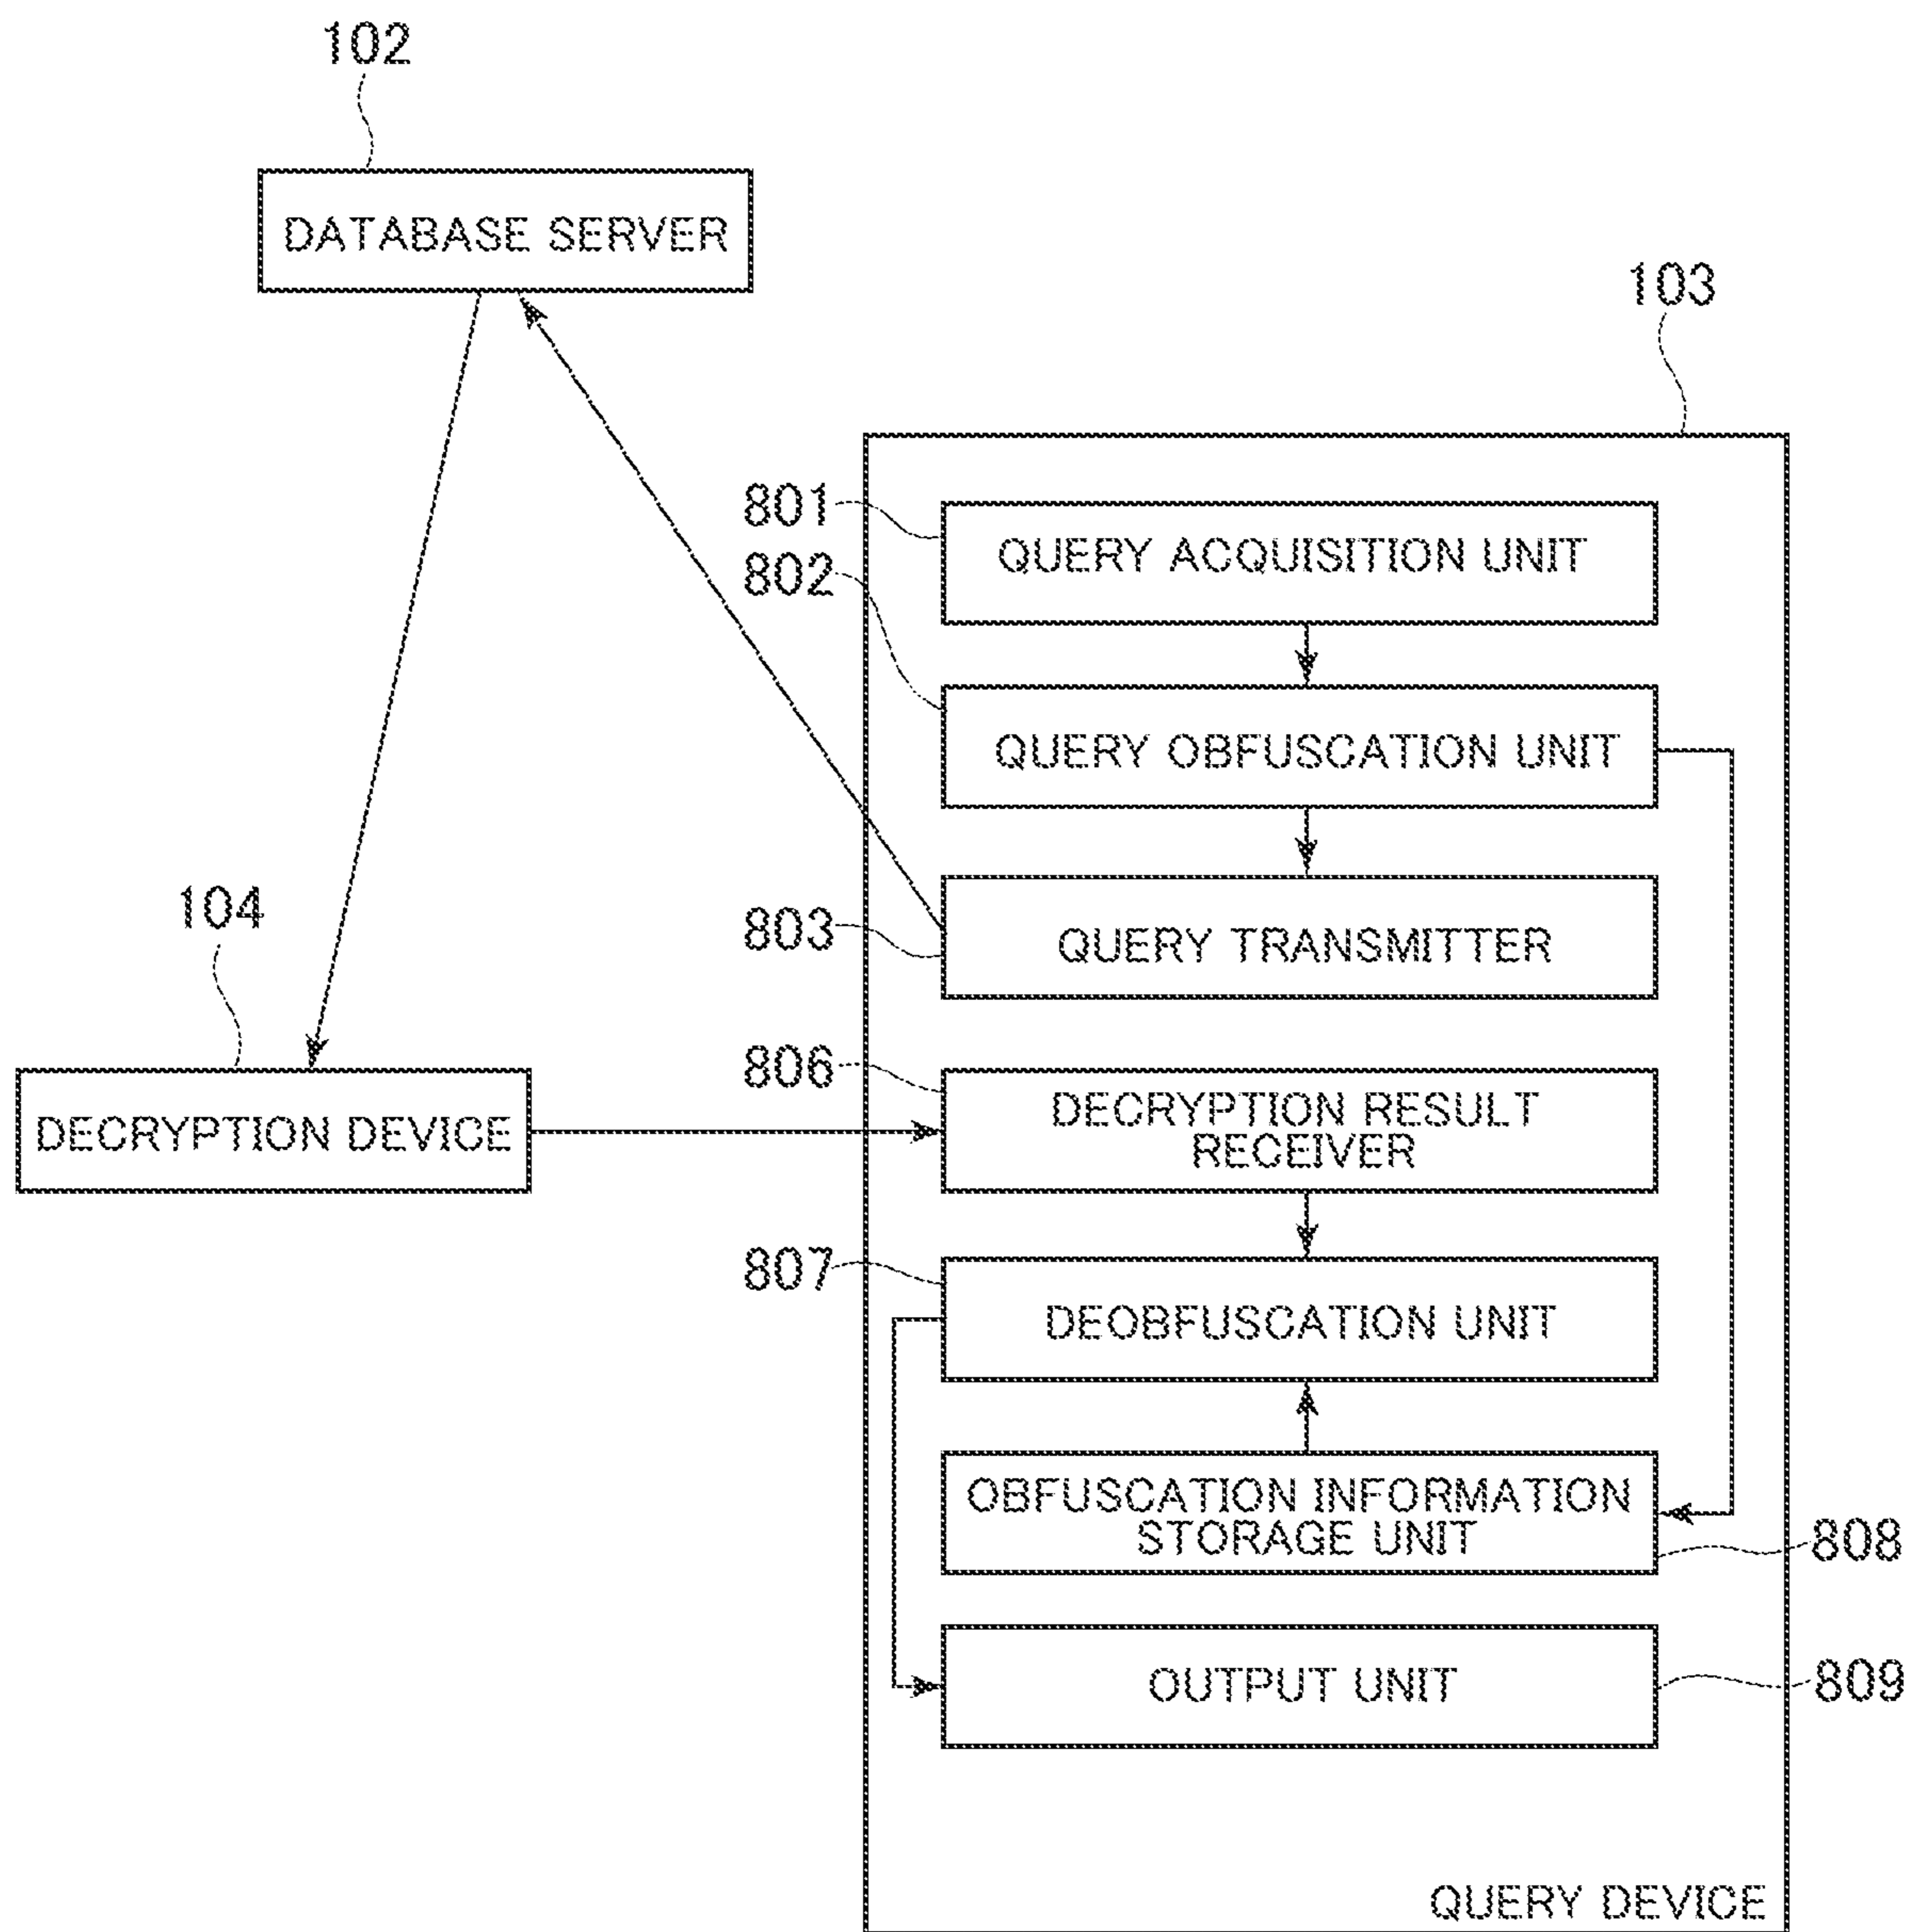 102
DATABASE SERVER
103
801
QUERY ACQUISITION UNIT
802
QUERY OBFUSCATION UNIT
104
803
QUERY TRANSMITTER
806
DECRYPTION DEVICE
DECRYPTION RESULT
RECEIVER
807
DEOBFUSCATION UNIT
OBFUSCATION INFORMATION
STORAGE UNIT
808
OUTPUT UNIT
809
QUERY DEVICE